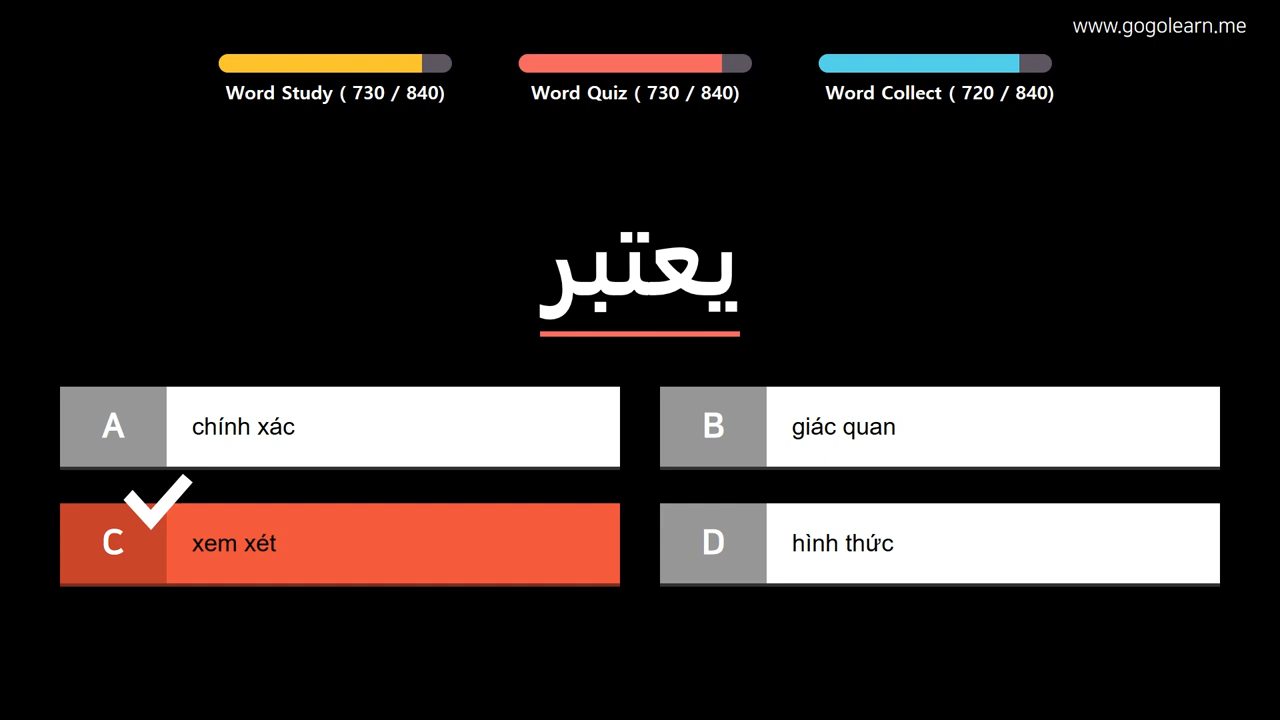 www.gogolearn.me
Word Study ( 730 / 840)
Word Quiz ( 730 / 840)
Word Collect ( 720 / 840)
يعتبر
A
chính xác
B
giác quan
C
xem xét
D
hình thức